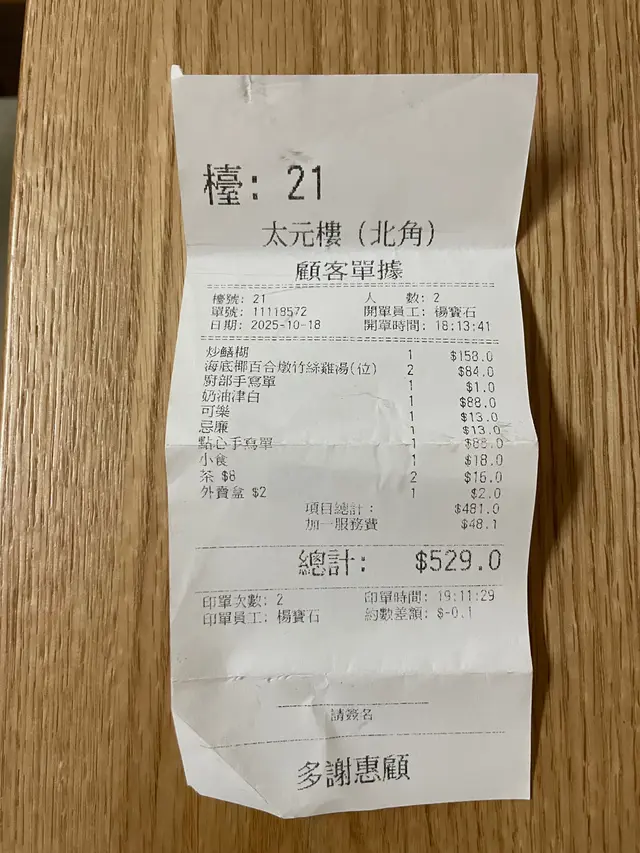 檯: 21
太元樓 (北角)
顧客單據
檯號: 21 人 數: 2
單號: 11118572 開單員工: 楊寶石
日期: 2025-10-18 開單時間: 18:13:41
炒鱔糊 1 $158.0
海底椰百合燉竹絲雞湯(位) 2 $84.0
廚部手寫單 1 $1.0
奶油津白 1 $88.0
可樂 1 $13.0
忌廉 1 $13.0
點心手寫單 1 $88.0
小食 1 $18.0
茶 $8 2 $16.0
外賣盒 $2 1 $2.0
項目總計: $481.0
加一服務費 $48.1
總計: $529.0
印單次數: 2 印單時間: 19:11:29
印單員工: 楊寶石 約數差額: $-0.1
請簽名
多謝惠顧